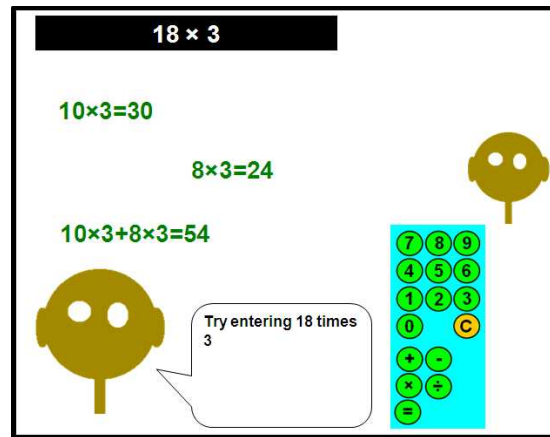 18 × 3
10×3=30
8×3=24
10×3+8×3=54
Try entering 18 times
3
7 8 9
4 5 6
1 2 3
0 C
+ -
× ÷
=